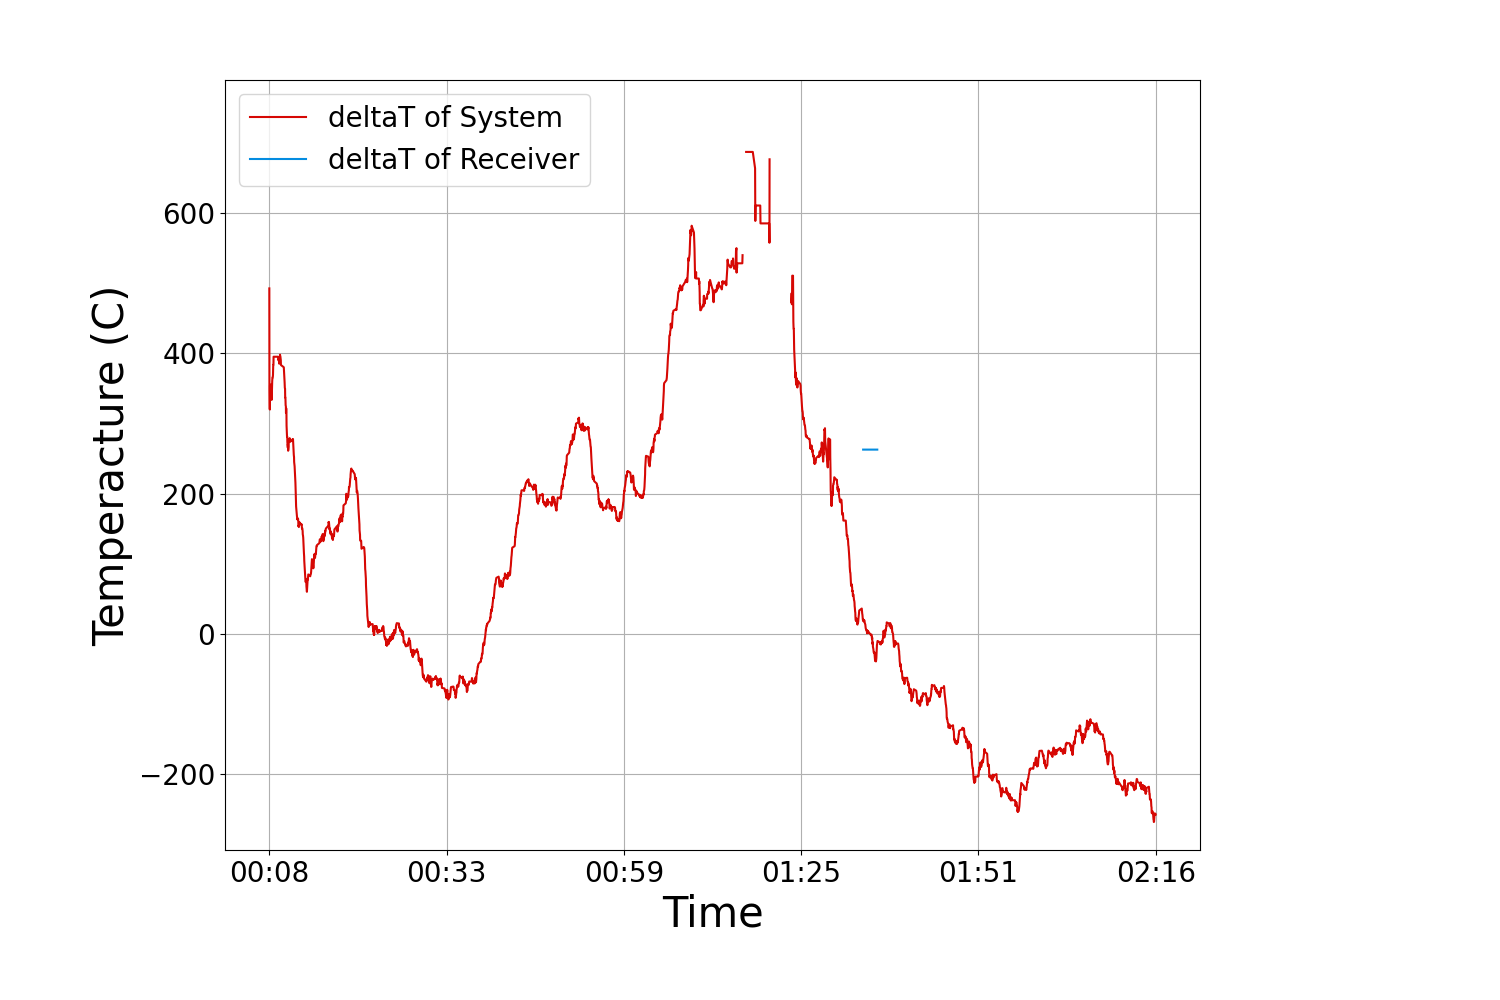 deltaT of System
deltaT of Receiver
Temperacture (C)
600
400
200
0
−200
00:08 00:33 00:59 01:25 01:51 02:16
Time